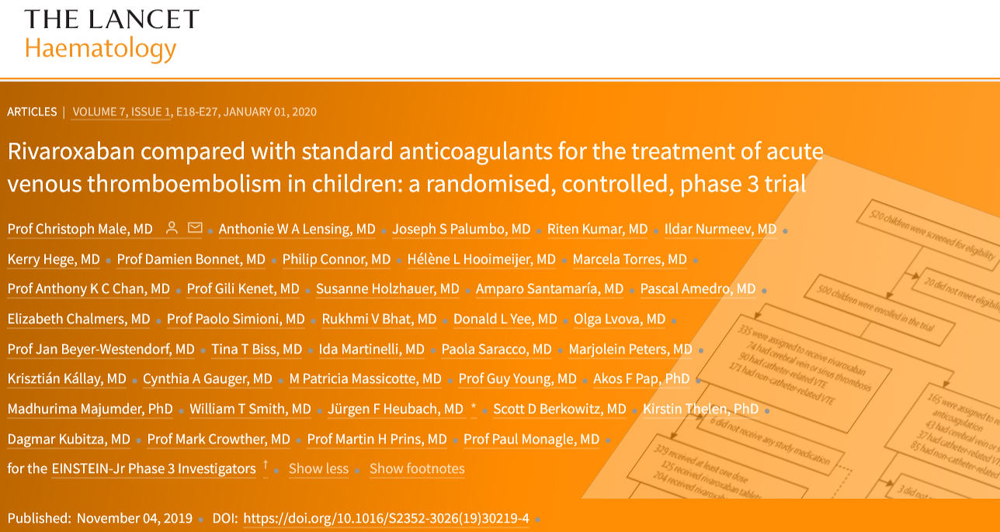 THE LANCET
Haematology
ARTICLES | VOLUME 7, ISSUE 1, E18-E27, JANUARY 01, 2020
Rivaroxaban compared with standard anticoagulants for the treatment of acute
venous thromboembolism in children: a randomised, controlled, phase 3 trial
Prof Christoph Male, MD • Anthonie W A Lensing, MD • Joseph S Palumbo, MD • Riten Kumar, MD • Ildar Nurmeev, MD •
Kerry Hege, MD • Prof Damien Bonnet, MD • Philip Connor, MD • Hélène L Hooimeijer, MD • Marcela Torres, MD •
Prof Anthony K C Chan, MD • Prof Gili Kenet, MD • Susanne Holzhauer, MD • Amparo Santamaría, MD • Pascal Amedro, MD •
Elizabeth Chalmers, MD • Prof Paolo Simioni, MD • Rukhmi V Bhat, MD • Donald L Yee, MD • Olga Lvova, MD •
Prof Jan Beyer-Westendorf, MD • Tina T Biss, MD • Ida Martinelli, MD • Paola Saracco, MD • Marjolein Peters, MD •
Krisztián Kállay, MD • Cynthia A Gauger, MD • M Patricia Massicotte, MD • Prof Guy Young, MD • Akos F Pap, PhD •
Madhurima Majumder, PhD • William T Smith, MD • Jürgen F Heubach, MD * • Scott D Berkowitz, MD • Kirstin Thelen, PhD •
Dagmar Kubitza, MD • Prof Mark Crowther, MD • Prof Martin H Prins, MD • Prof Paul Monagle, MD •
for the EINSTEIN-Jr Phase 3 Investigators † • Show less • Show footnotes
Published: November 04, 2019 • DOI: https://doi.org/10.1016/S2352-3026(19)30219-4 •
520 children were screened for eligibility
20 did not meet
500 children were enrolled in the trial
335 were assigned to receive rivaroxaban
74 had cerebral vein or sinus thrombosis
90 had catheter-related VTE
171 had non-catheter-related VTE
165 were assigned to
anticoagulation
43 had cerebral vein or
37 had catheter-related
85 had non-catheter-related
6 did not receive any study medication
329 received at least one dose
125 received rivaroxaban
204 received
3 did